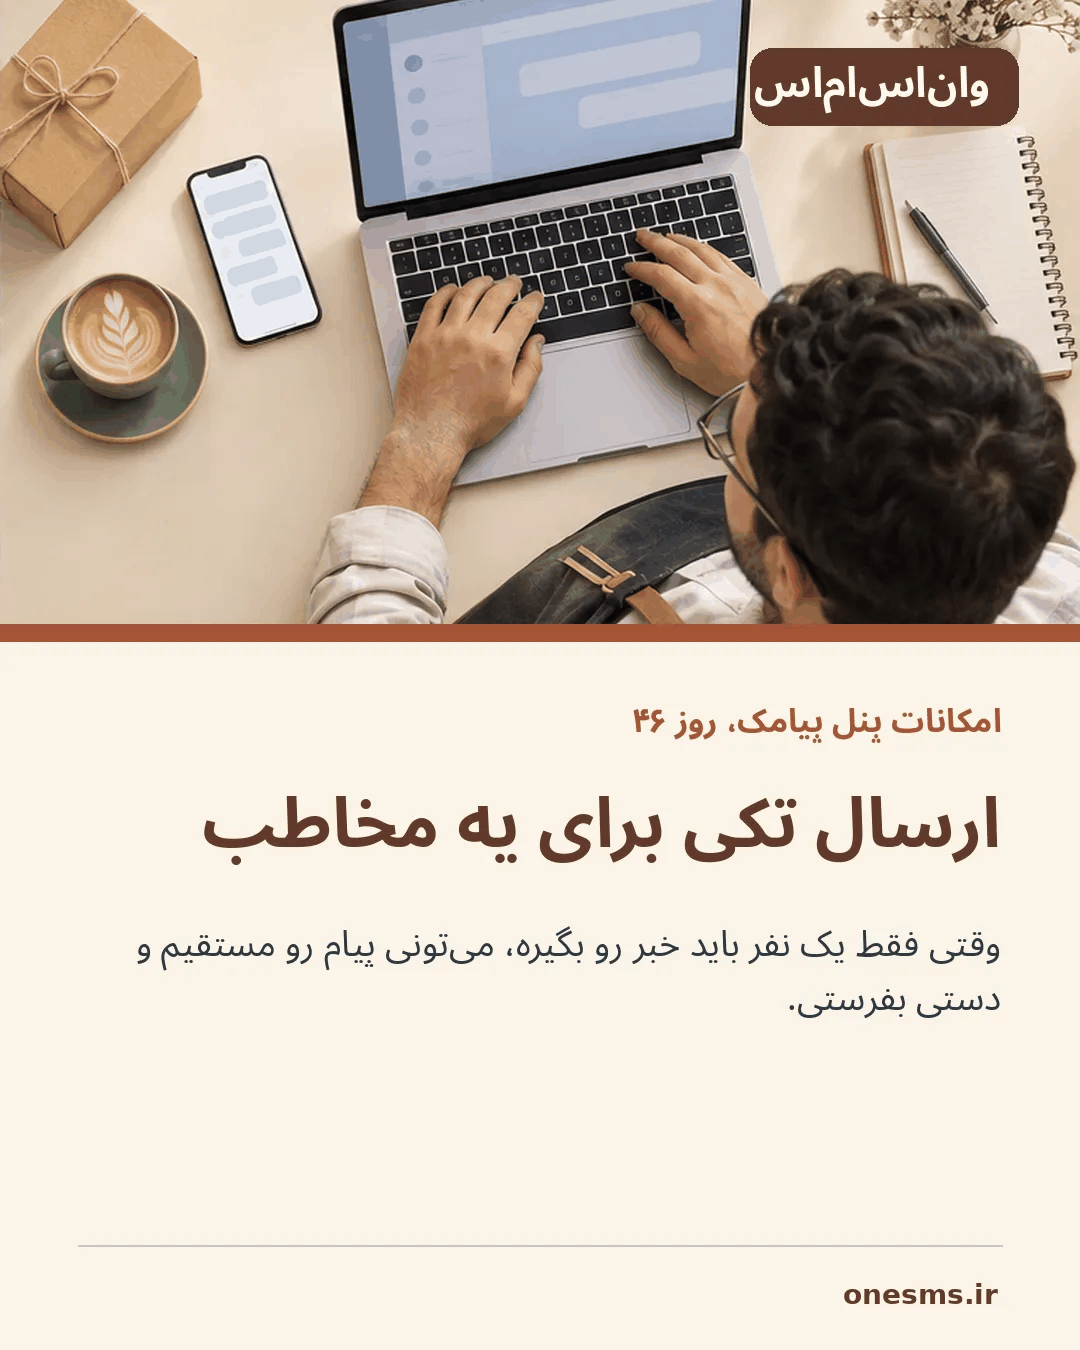 وان‌اس‌ام‌اس
امکانات پنل پیامک، روز ۴۶
ارسال تکی برای یه مخاطب
وقتی فقط یک نفر باید خبر رو بگیره، می‌تونی پیام رو مستقیم و
دستی بفرستی.
onesms.ir